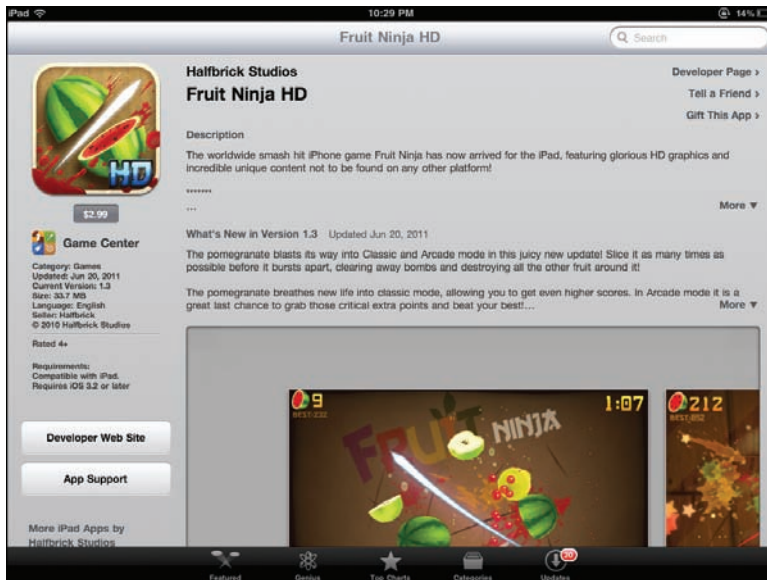 iPad 10:29 PM 14%
Fruit Ninja HD
Search
HD
$2.99
Game Center
Category: Games
Updated: Jun 20, 2011
Current Version: 1.3
Size: 33.7 MB
Language: English
Seller: Halfbrick
© 2010 Halfbrick Studios
Rated 4+
Requirements:
Compatible with iPad.
Requires iOS 3.2 or later
Developer Web Site
App Support
More iPad Apps by
Halfbrick Studios
Halfbrick Studios
Fruit Ninja HD
Developer Page ›
Tell a Friend ›
Gift This App ›
Description
The worldwide smash hit iPhone game Fruit Ninja has now arrived for the iPad, featuring glorious HD graphics and
incredible unique content not to be found on any other platform!
.......
...
More ▼
What's New in Version 1.3 Updated Jun 20, 2011
The pomegranate blasts its way into Classic and Arcade mode in this juicy new update! Slice it as many times as
possible before it bursts apart, clearing away bombs and destroying all the other fruit around it!
The pomegranate breathes new life into classic mode, allowing you to get even higher scores. In Arcade mode it is a
great last chance to grab those critical extra points and beat your best!...
More ▼
9
BEST:232
FRUIT NINJA
1:07
212
Featured
Genius
Top Charts
Categories
Updates
20